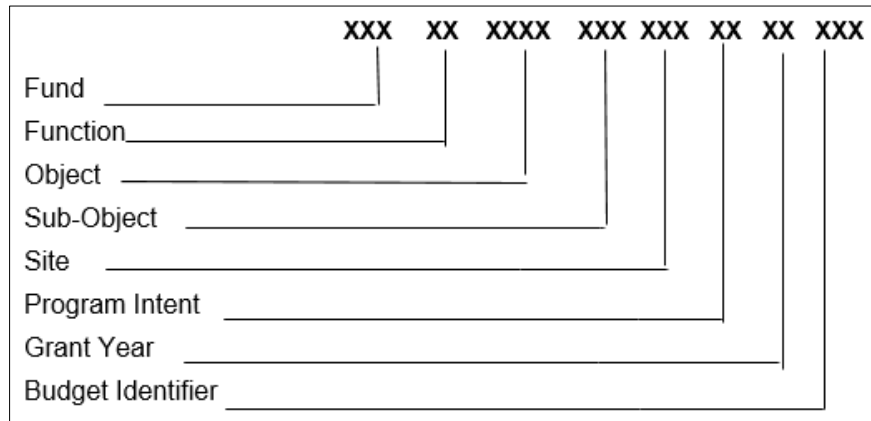 XXX XX XXXX XXX XXX XX XX XXX
Fund
Function
Object
Sub-Object
Site
Program Intent
Grant Year
Budget Identifier